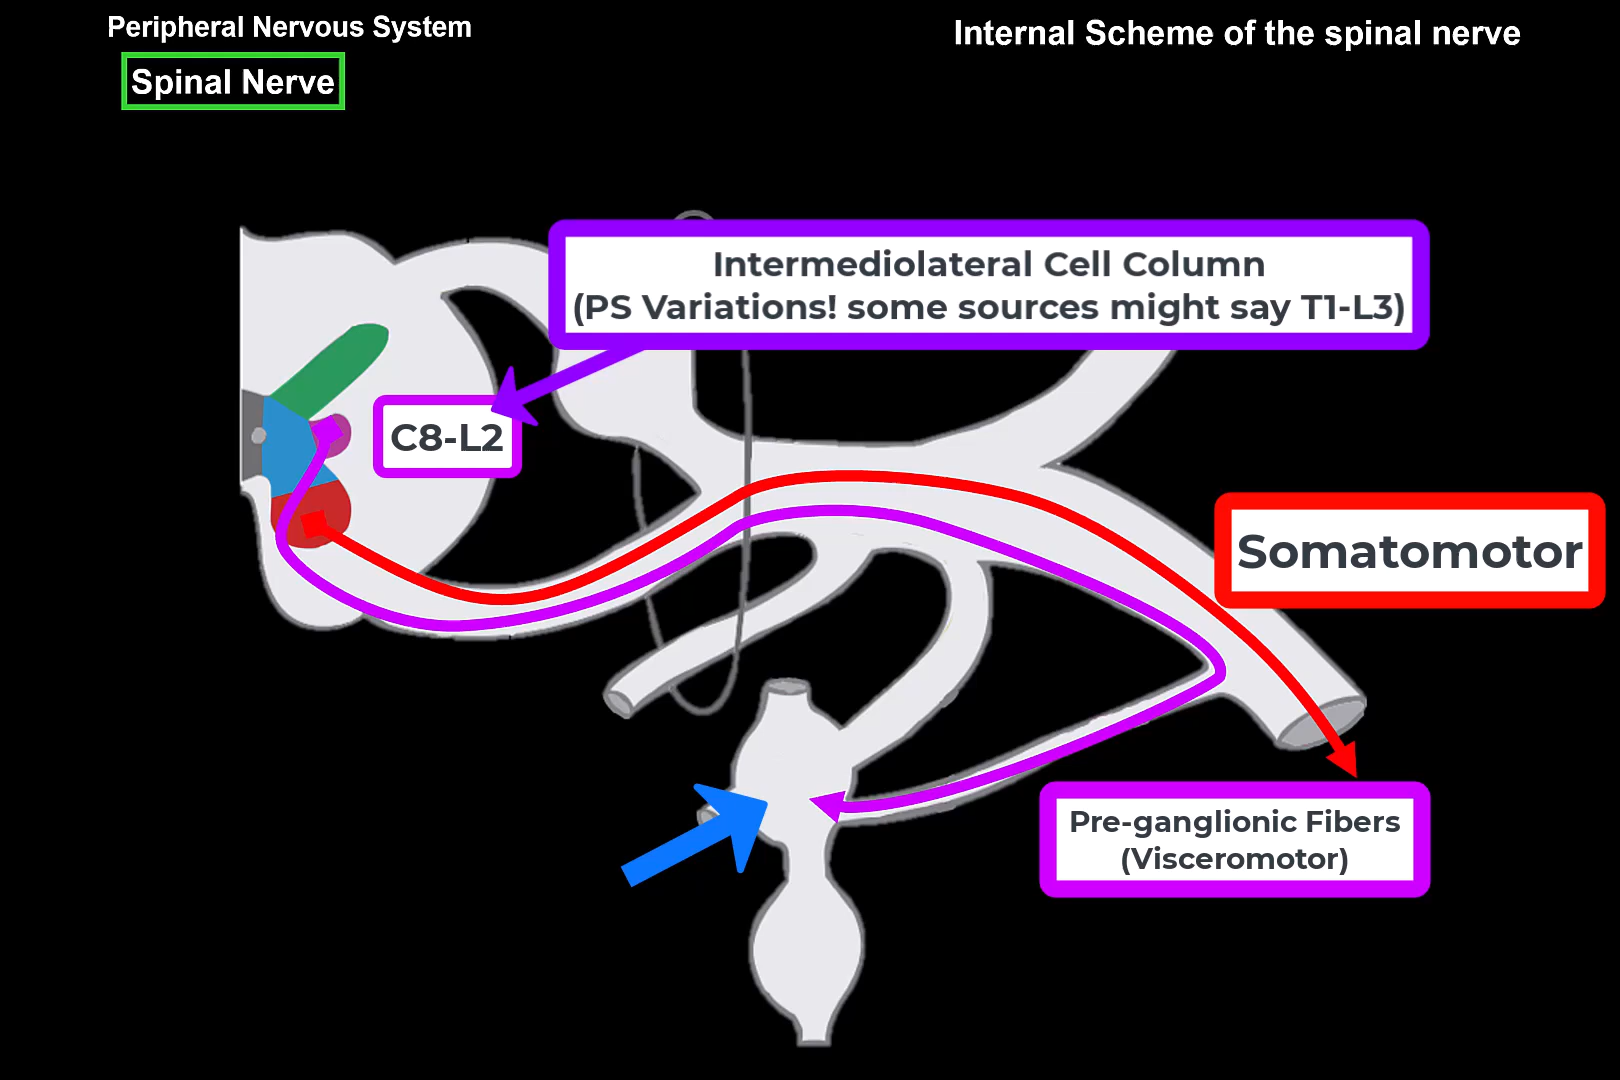 Peripheral Nervous System
Spinal Nerve
Internal Scheme of the spinal nerve
Intermediolateral Cell Column
(PS Variations! some sources might say T1-L3)
C8-L2
Somatomotor
Pre-ganglionic Fibers
(Visceromotor)